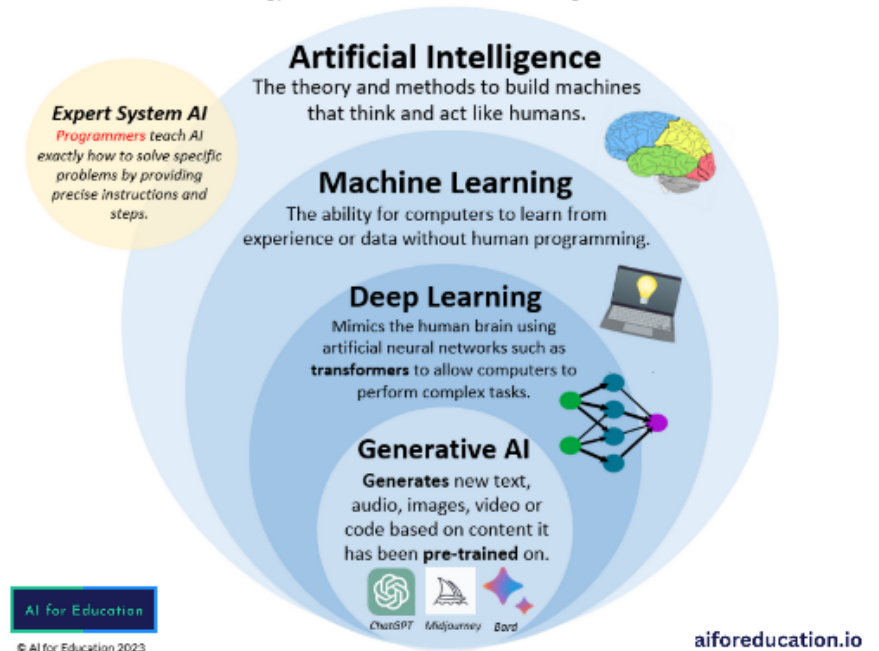 Artificial Intelligence
The theory and methods to build machines
that think and act like humans.
Expert System AI
Programmers teach AI
exactly how to solve specific
problems by providing
precise instructions and
steps.
Machine Learning
The ability for computers to learn from
experience or data without human programming.
Deep Learning
Mimics the human brain using
artificial neural networks such as
transformers to allow computers to
perform complex tasks.
Generative AI
Generates new text,
audio, images, video or
code based on content it
has been pre-trained on.
ChatGPT Midjourney Bard
AI for Education
© AI for Education 2023
aiforeducation.io